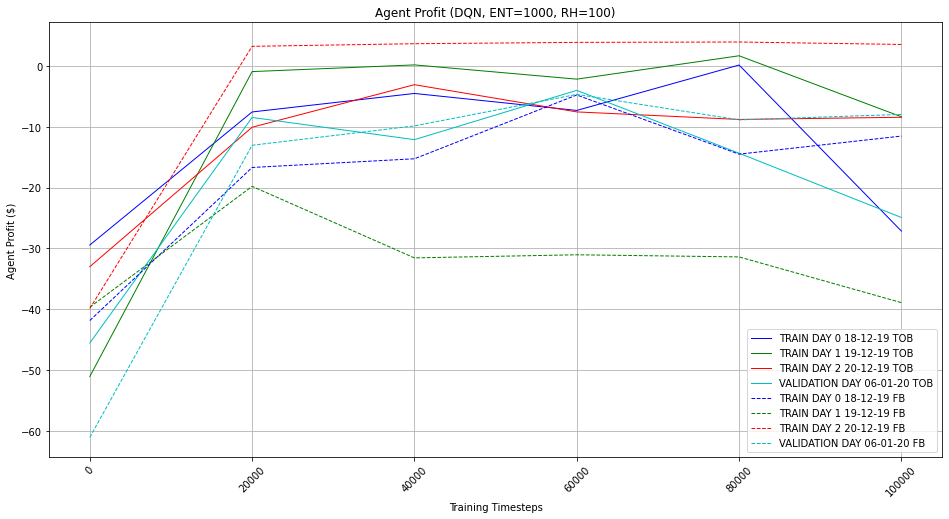 Agent Profit (DQN, ENT=1000, RH=100)
Agent Profit ($)
0
−10
−20
−30
−40
−50
−60
TRAIN DAY 0 18-12-19 TOB
TRAIN DAY 1 19-12-19 TOB
TRAIN DAY 2 20-12-19 TOB
VALIDATION DAY 06-01-20 TOB
TRAIN DAY 0 18-12-19 FB
TRAIN DAY 1 19-12-19 FB
TRAIN DAY 2 20-12-19 FB
VALIDATION DAY 06-01-20 FB
0
20000
40000
60000
80000
100000
Training Timesteps